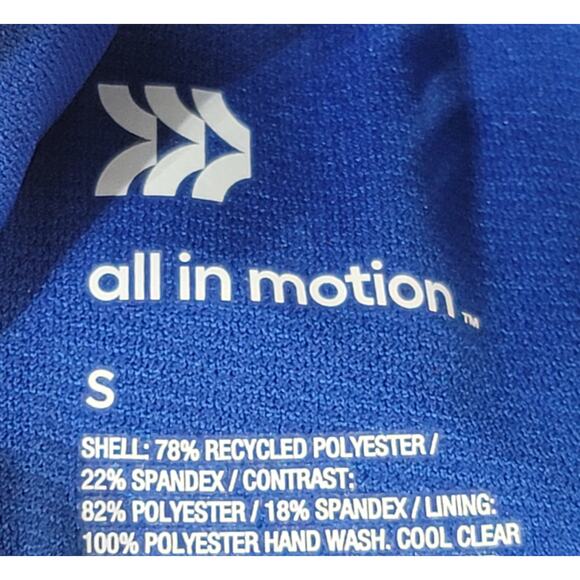 all in motion™
S
SHELL: 78% RECYCLED POLYESTER /
22% SPANDEX / CONTRAST:
82% POLYESTER / 18% SPANDEX / LINING:
100% POLYESTER HAND WASH. COOL CLEAR